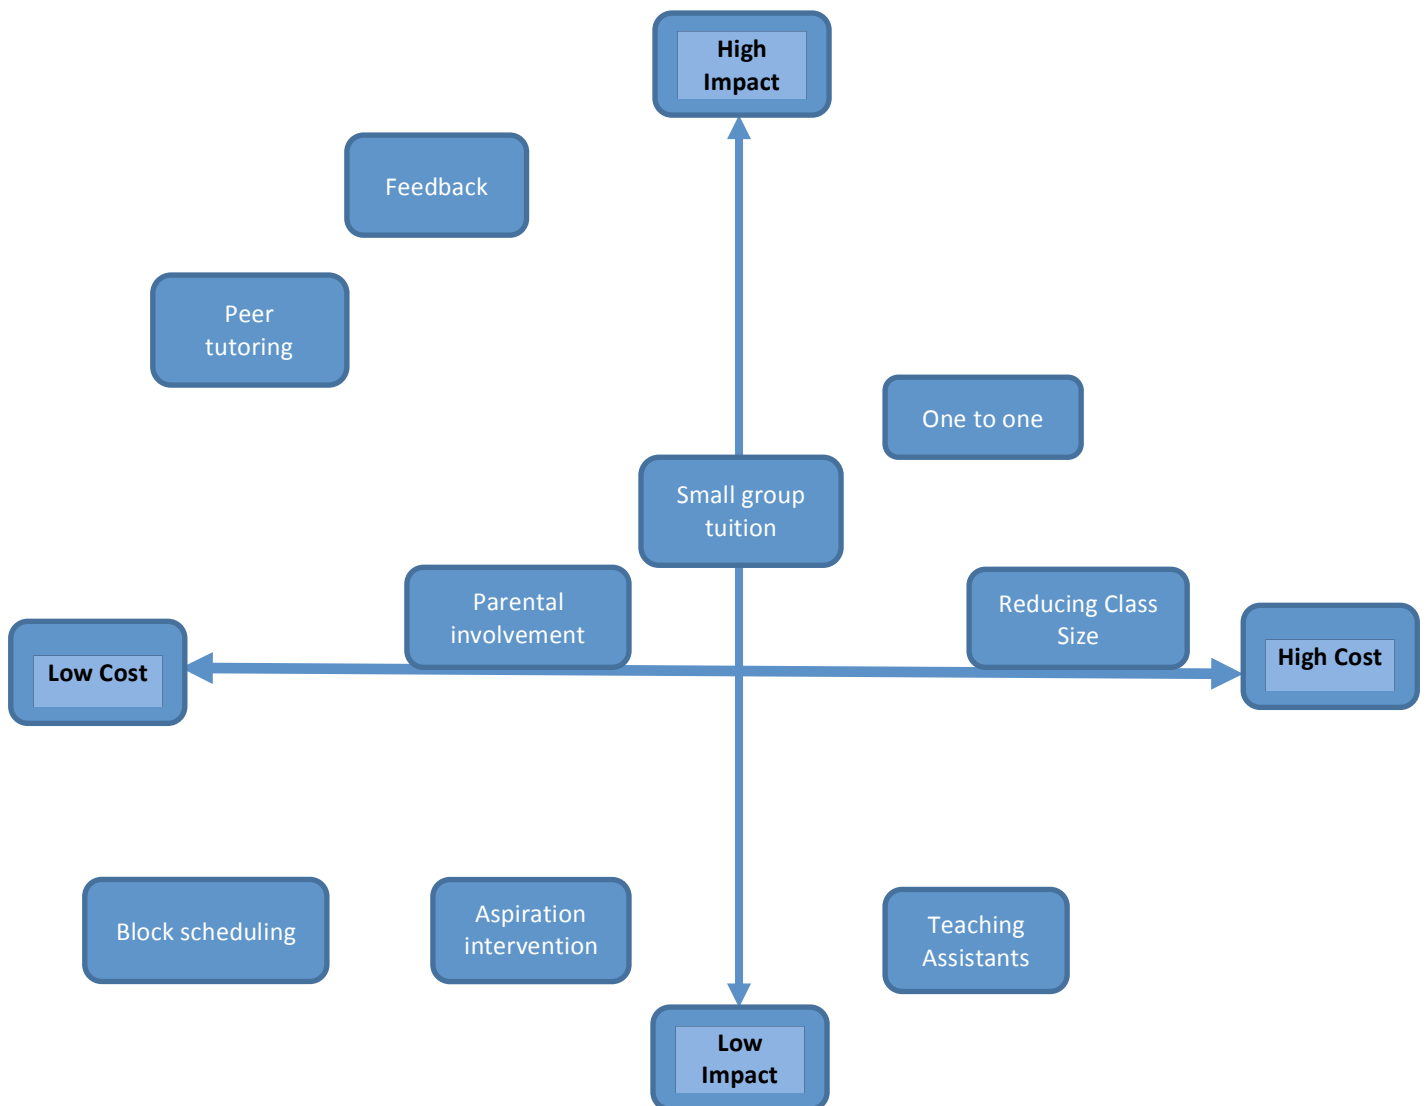 High
Impact
Feedback
Peer
tutoring
One to one
Small group
tuition
Parental
involvement
Reducing Class
Size
Low Cost
High Cost
Block scheduling
Aspiration
intervention
Teaching
Assistants
Low
Impact